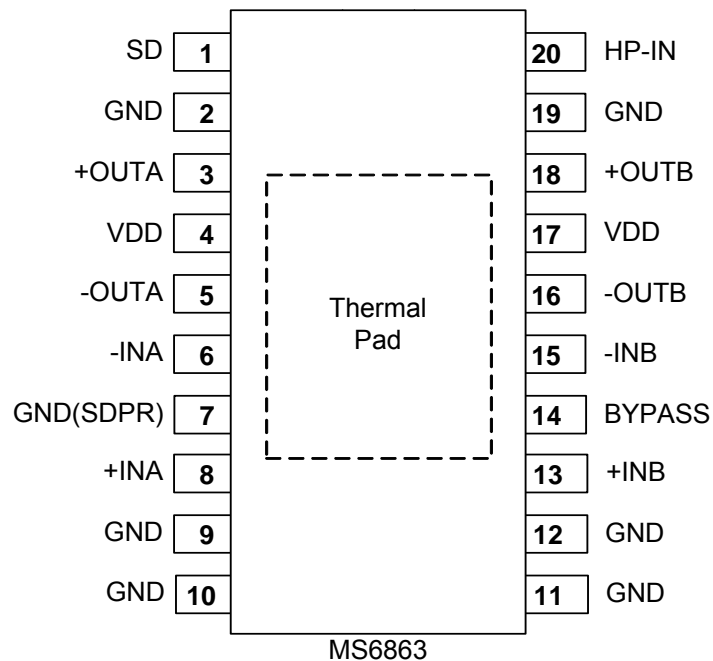 SD 1 20 HP-IN
GND 2 19 GND
+OUTA 3 18 +OUTB
VDD 4 17 VDD
-OUTA 5 16 -OUTB
Thermal
Pad
-INA 6 15 -INB
GND(SDPR) 7 14 BYPASS
+INA 8 13 +INB
GND 9 12 GND
GND 10 11 GND
MS6863